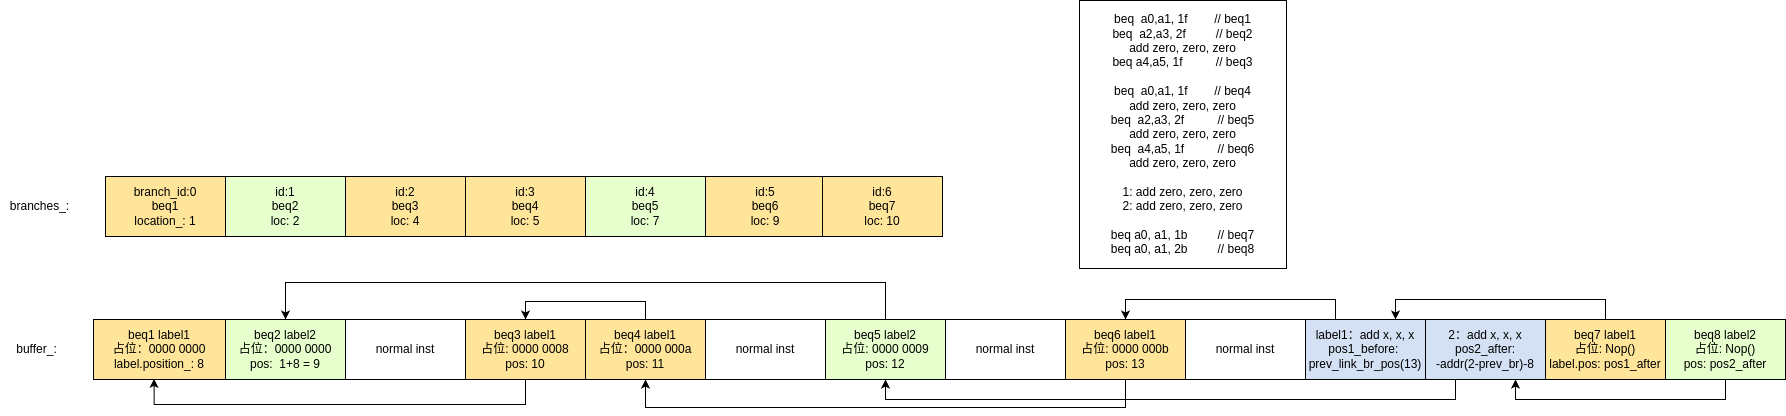 beq  a0,a1, 1f        // beq1
beq  a2,a3, 2f         // beq2
add zero, zero, zero
beq a4,a5, 1f          // beq3
beq  a0,a1, 1f        // beq4
add zero, zero, zero
beq  a2,a3, 2f          // beq5
add zero, zero, zero
beq  a4,a5, 1f          // beq6
add zero, zero, zero
1: add zero, zero, zero
2: add zero, zero, zero
beq a0, a1, 1b         // beq7
beq a0, a1, 2b         // beq8
branches_:
branch_id:0
beq1
location_: 1
id:1
beq2
loc: 2
id:2
beq3
loc: 4
id:3
beq4
loc: 5
id:4
beq5
loc: 7
id:5
beq6
loc: 9
id:6
beq7
loc: 10
buffer_:
beq1 label1
占位：0000 0000
label.position_: 8
beq2 label2
占位: 0000 0000
pos:  1+8 = 9
normal inst
beq3 label1
占位: 0000 0008
pos: 10
beq4 label1
占位：0000 000a
pos: 11
normal inst
beq5 label2
占位: 0000 0009
pos: 12
normal inst
beq6 label1
占位: 0000 000b
pos: 13
normal inst
label1：add x, x, x
pos1_before:
prev_link_br_pos(13)
2：add x, x, x
pos2_after:
-addr(2-prev_br)-8
beq7 label1
占位: Nop()
label.pos: pos1_after
beq8 label2
占位: Nop()
pos: pos2_after